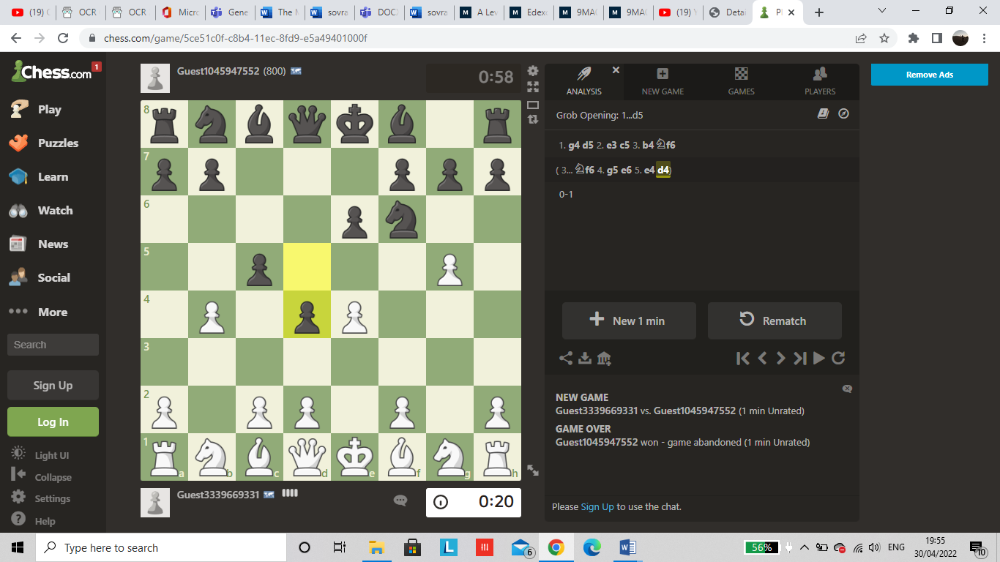 (19) (
OCR
OCR
Micro
Gene
The M
sovra
DOC
sovra
A Lev
Edexc
9MA
9MA
(19) Y
Detai
Pl
chess.com/game/5ce51c0f-c8b4-11ec-8fd9-e5a49401000f
Chess.com
1
Play
Puzzles
Learn
Watch
News
Social
More
Search
Sign Up
Log In
Light UI
Collapse
Settings
Help
Guest1045947552 (800)
0:58
8
7
6
5
4
3
2
1
a b c d e f g h
Guest3339669331
0:20
ANALYSIS
NEW GAME
GAMES
PLAYERS
Grob Opening: 1...d5
1. g4 d5 2. e3 c5 3. b4 ♘f6
( 3... ♘f6 4. g5 e6 5. e4 d4)
0-1
New 1 min
Rematch
NEW GAME
Guest3339669331 vs. Guest1045947552 (1 min Unrated)
GAME OVER
Guest1045947552 won - game abandoned (1 min Unrated)
Please Sign Up to use the chat.
Remove Ads
Type here to search
L
6
56%
ENG
19:55
30/04/2022
10